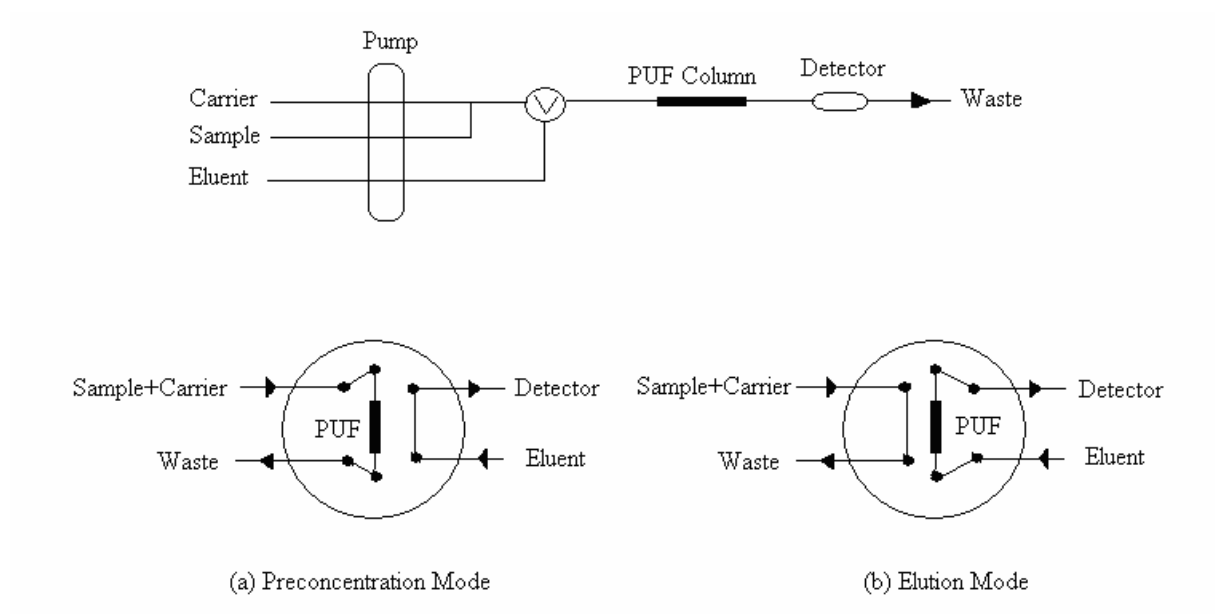 Pump
PUF Column
Detector
Carrier
Waste
Sample
Eluent
V
Sample+Carrier
Detector
PUF
Waste
Eluent
Sample+Carrier
Detector
PUF
Waste
Eluent
(a) Preconcentration Mode
(b) Elution Mode